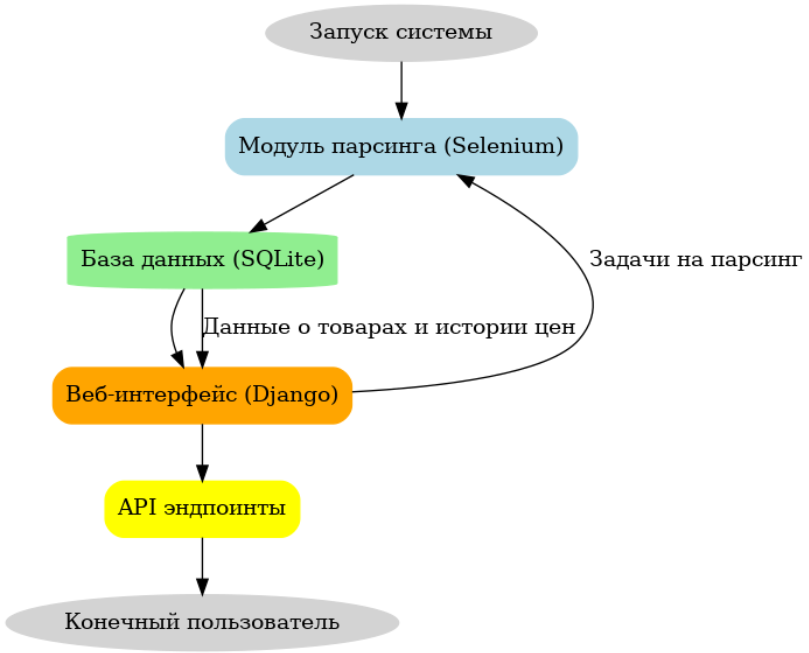 Запуск системы
Модуль парсинга (Selenium)
База данных (SQLite)
Задачи на парсинг
Данные о товарах и истории цен
Веб-интерфейс (Django)
API эндпоинты
Конечный пользователь